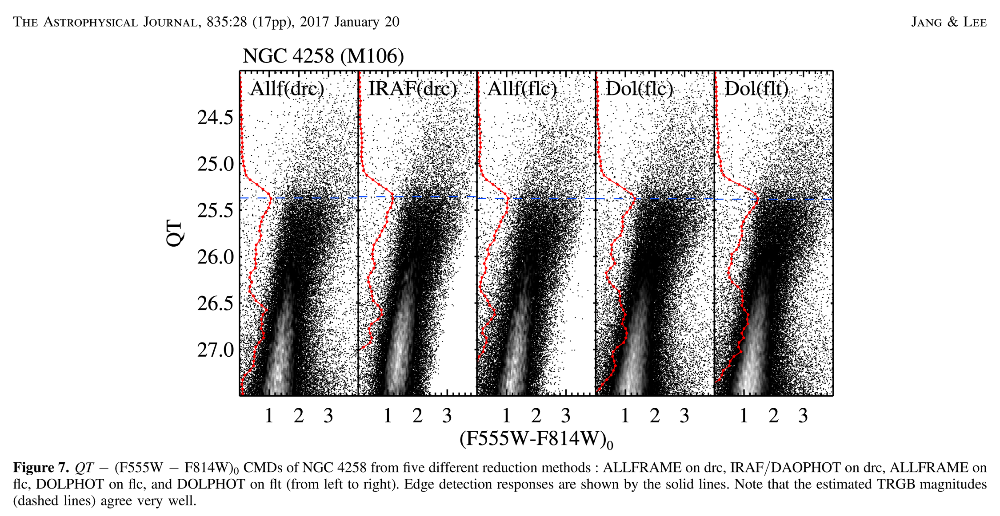 THE ASTROPHYSICAL JOURNAL, 835:28 (17pp), 2017 January 20
JANG & LEE
NGC 4258 (M106)
Allf(drc) IRAF(drc) Allf(flc) Dol(flc) Dol(flt)
24.5
25.0
25.5
QT
26.0
26.5
27.0
1 2 3 1 2 3 1 2 3 1 2 3 1 2 3
(F555W-F814W)₀
Figure 7. QT − (F555W − F814W)₀ CMDs of NGC 4258 from five different reduction methods : ALLFRAME on drc, IRAF/DAOPHOT on drc, ALLFRAME on
flc, DOLPHOT on flc, and DOLPHOT on flt (from left to right). Edge detection responses are shown by the solid lines. Note that the estimated TRGB magnitudes
(dashed lines) agree very well.